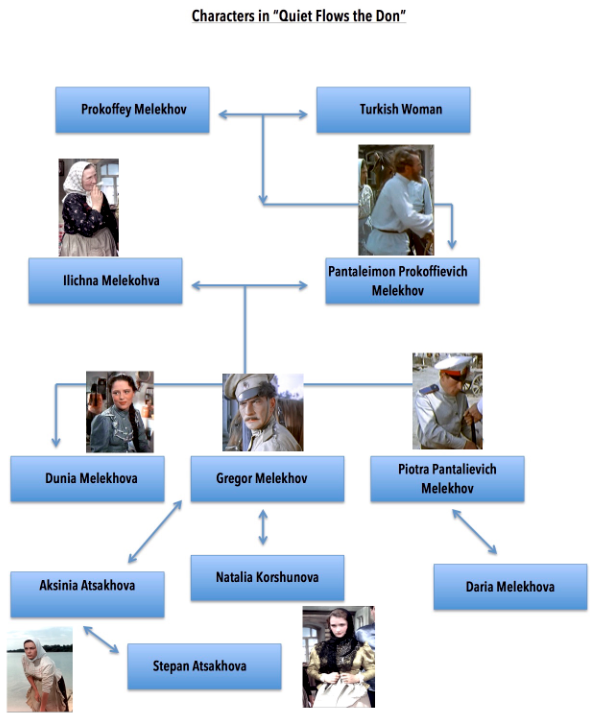 Characters in “Quiet Flows the Don”
Prokoffey Melekhov
Turkish Woman
Ilichna Melekohva
Pantaleimon Prokoffievich
Melekhov
Dunia Melekhova
Gregor Melekhov
Piotra Pantalievich
Melekhov
Aksinia Atsakhova
Natalia Korshunova
Daria Melekhova
Stepan Atsakhova